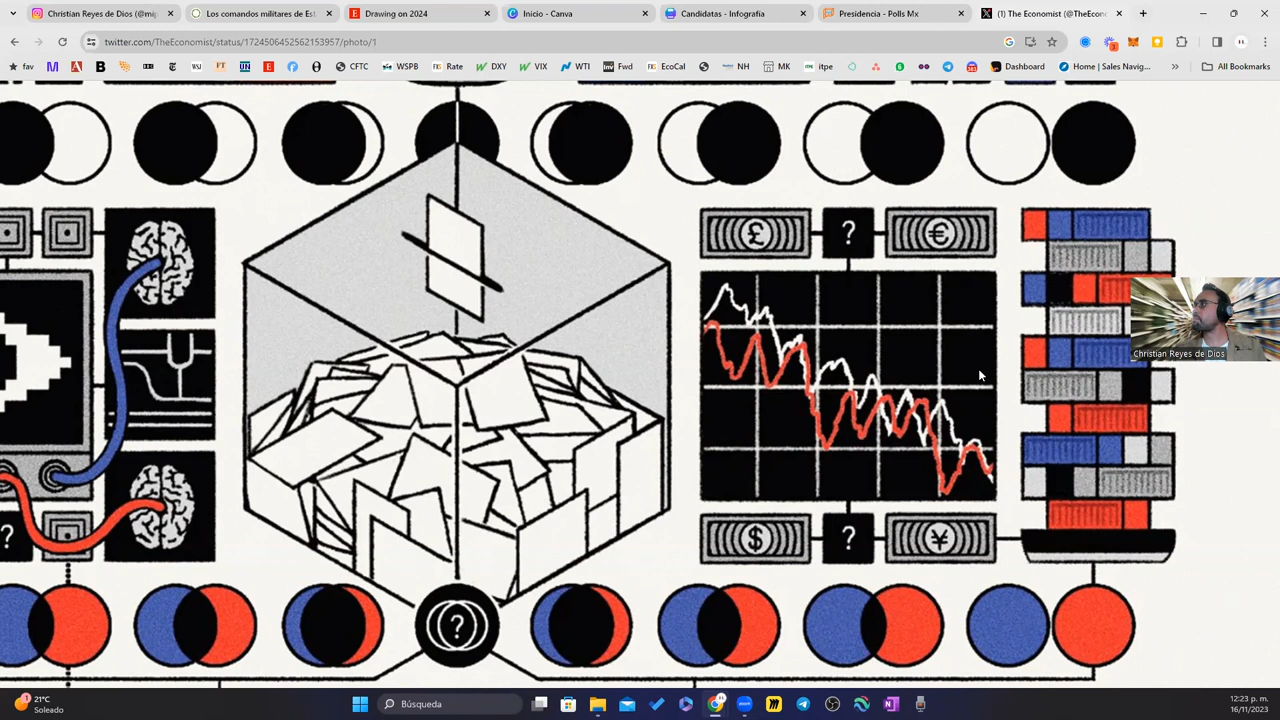 Christian Reyes de Dios (@mi
Los comandos militares de Est
Drawing on 2024
Inicio - Canva
Candidatas - Infografía
Presidencia - Polls Mx
(1) The Economist (@TheEcono
twitter.com/TheEconomist/status/1724506452562153957/photo/1
fav
CFTC
WSPB
Rate
DXY
VIX
WTI
Fwd
EcoCal
NH
MK
itpe
Dashboard
Home | Sales Navig...
All Bookmarks
£ ? €
Christian Reyes de Dios
? $ ? ¥
?
21°C
Soleado
Búsqueda
12:23 p. m.
16/11/2023